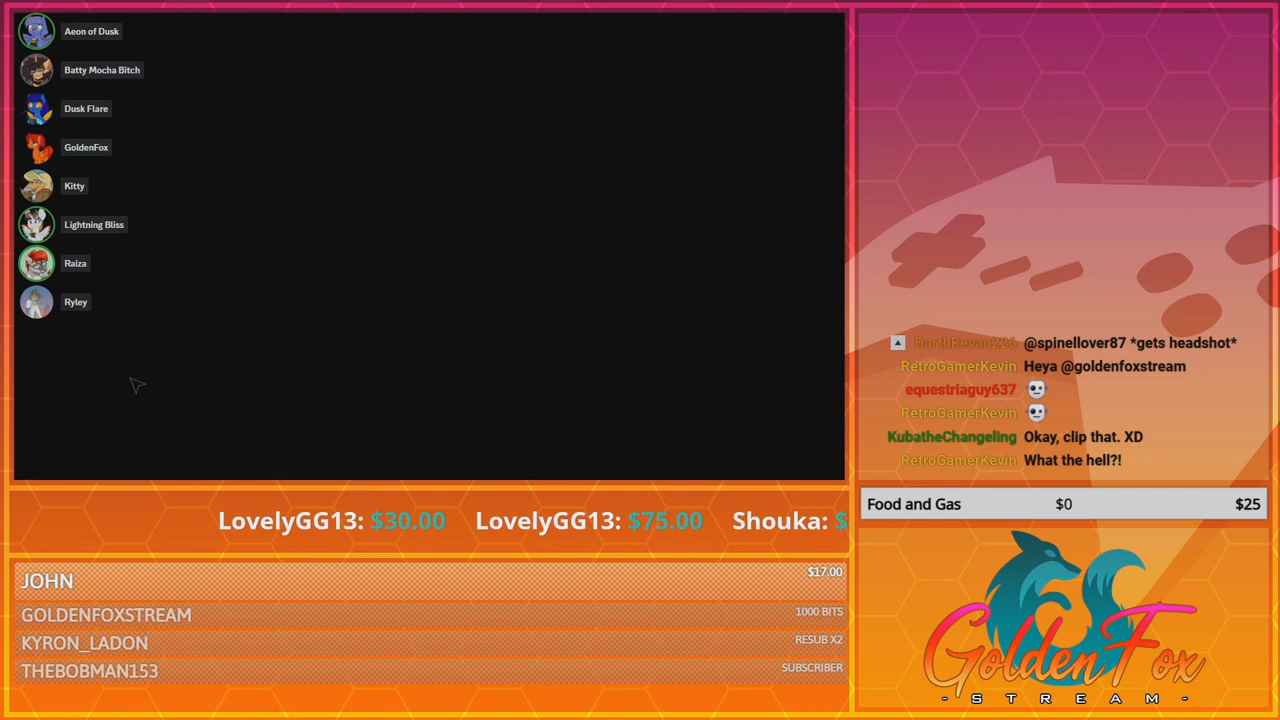 Aeon of Dusk
Batty Mocha Bitch
Dusk Flare
GoldenFox
Kitty
Lightning Bliss
Raiza
Ryley
DarthRevan226 @spinellover87 *gets headshot*
RetroGamerKevin Heya @goldenfoxstream
equestriaguy637
RetroGamerKevin
KubatheChangeling Okay, clip that. XD
RetroGamerKevin What the hell?!
Food and Gas $0 $25
LovelyGG13: $30.00 LovelyGG13: $75.00 Shouka: $
JOHN $17.00
GOLDENFOXSTREAM 1000 BITS
KYRON_LADON RESUB X2
THEBOBMAN153 SUBSCRIBER
GoldenFox
- STREAM -